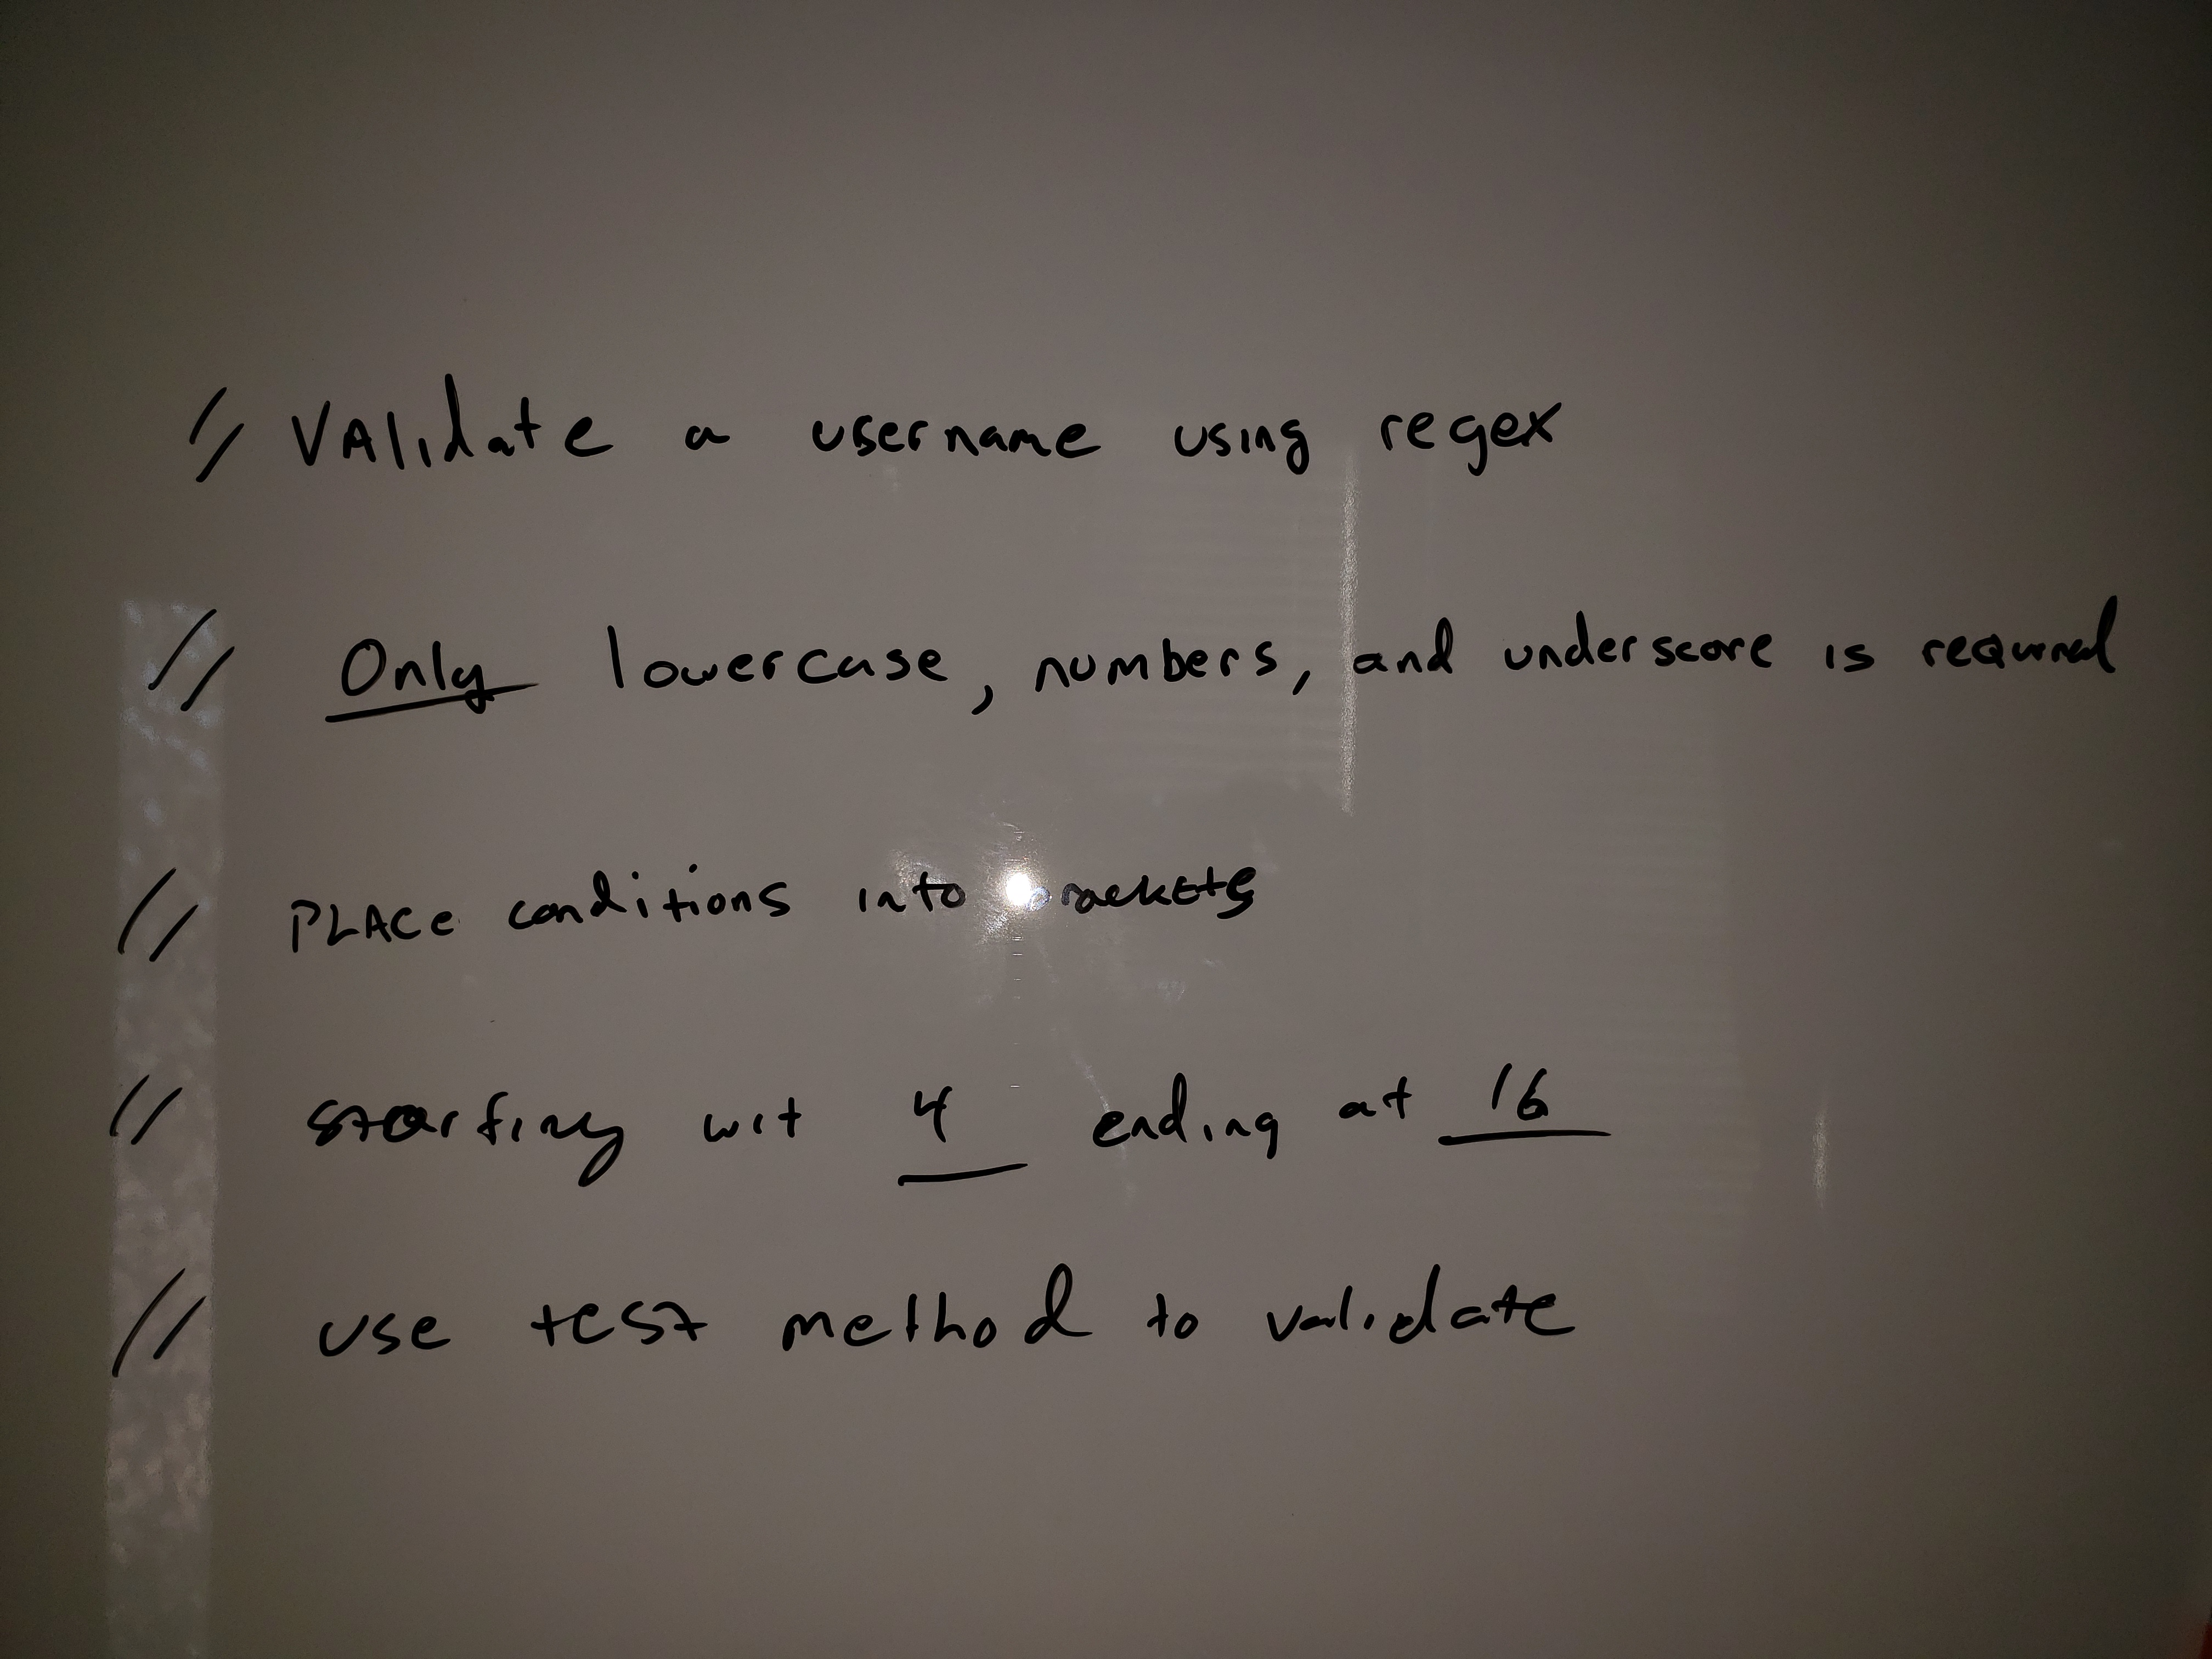 // VAlidate a username using regex
// Only lowercase, numbers, and underscore is required
// PLACe conditions into brackets
// starting wit 4 ending at 16
// use test method to validate